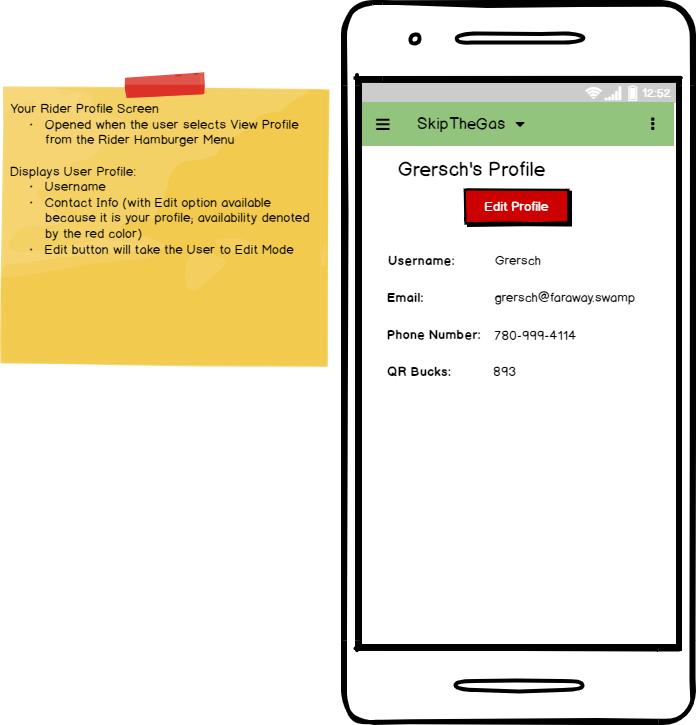 Your Rider Profile Screen
• Opened when the user selects View Profile
from the Rider Hamburger Menu
Displays User Profile:
• Username
• Contact Info (with Edit option available
because it is your profile; availability denoted
by the red color)
• Edit button will take the User to Edit Mode
12:52
SkipTheGas
Grersch's Profile
Edit Profile
Username: Grersch
Email: grersch@faraway.swamp
Phone Number: 780-999-4114
QR Bucks: 893